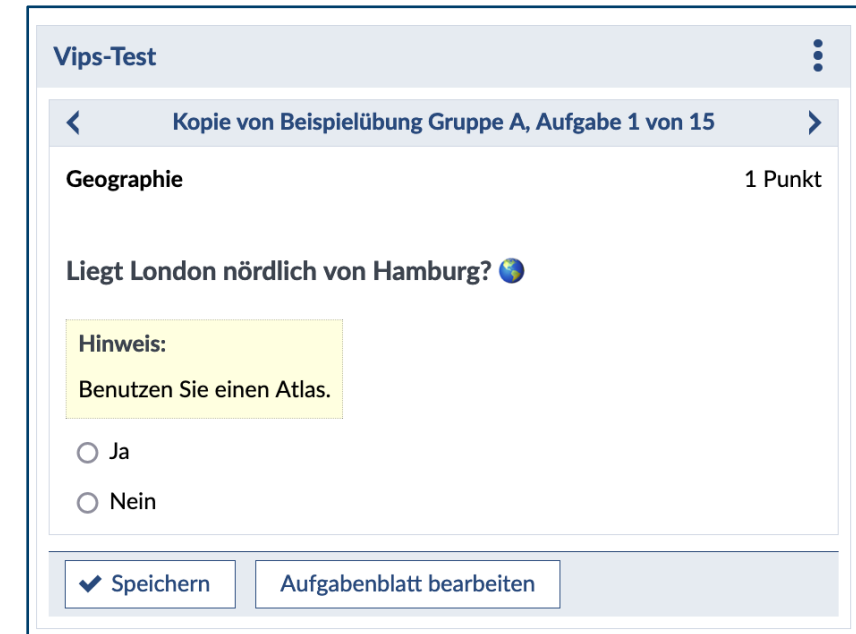 Vips-Test
Kopie von Beispielübung Gruppe A, Aufgabe 1 von 15
Geographie 1 Punkt
Liegt London nördlich von Hamburg? 🌎
Hinweis:
Benutzen Sie einen Atlas.
Ja
Nein
Speichern Aufgabenblatt bearbeiten